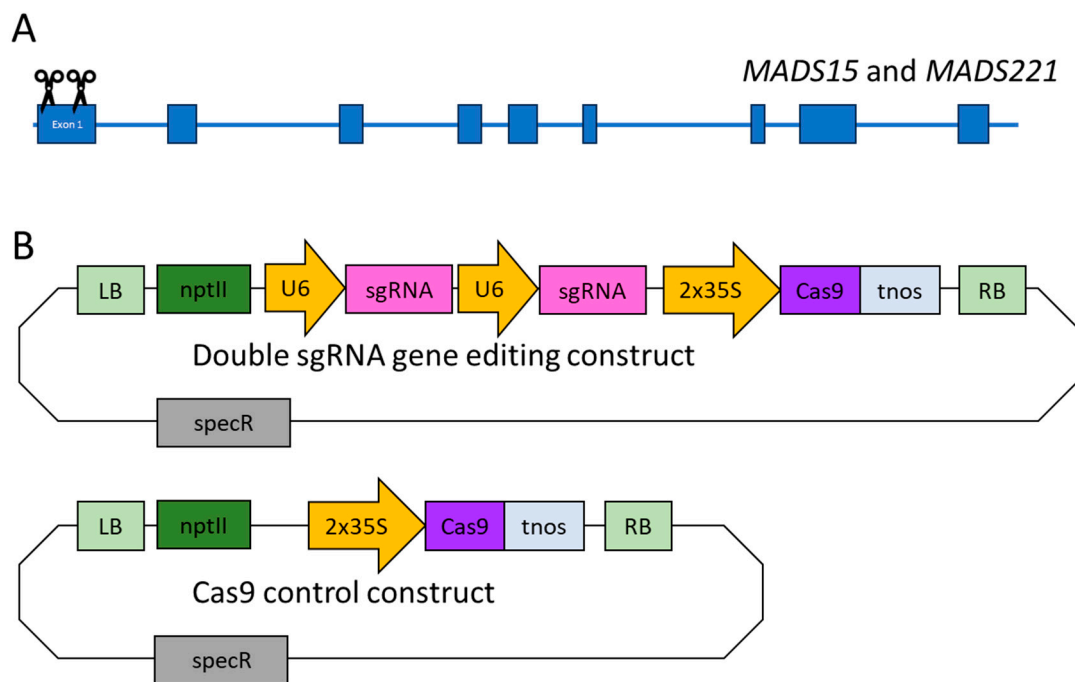 A
MADS15 and MADS221
Exon 1
B
LB nptII U6 sgRNA U6 sgRNA 2x35S Cas9 tnos RB
Double sgRNA gene editing construct
specR
LB nptII 2x35S Cas9 tnos RB
Cas9 control construct
specR